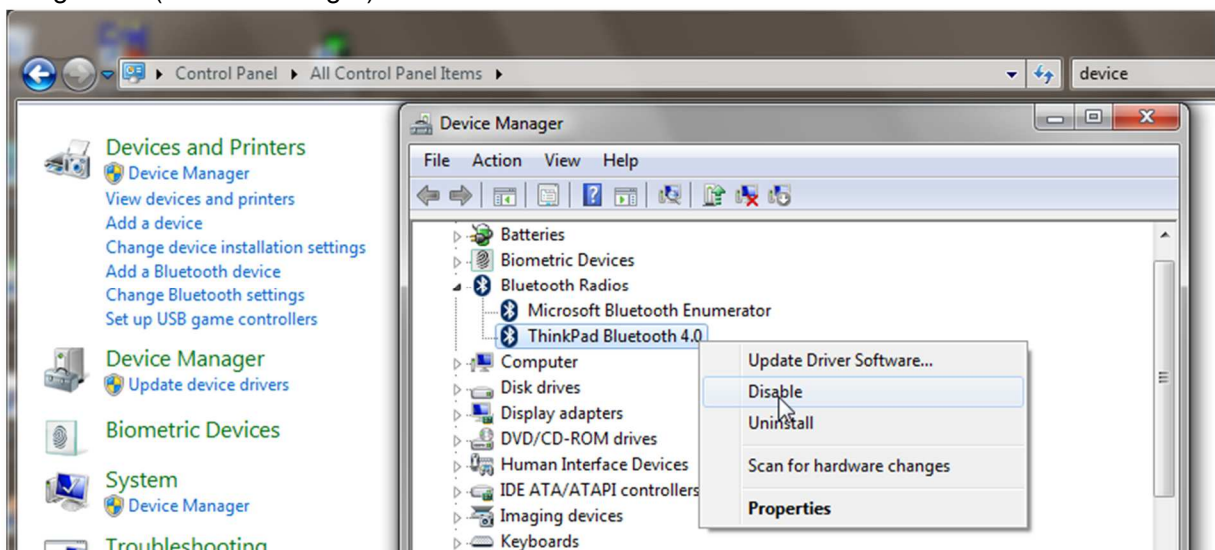 Control Panel ▸ All Control Panel Items ▸
device
Devices and Printers
Device Manager
View devices and printers
Add a device
Change device installation settings
Add a Bluetooth device
Change Bluetooth settings
Set up USB game controllers
Device Manager
Update device drivers
Biometric Devices
System
Device Manager
Troubleshooting
Device Manager
File Action View Help
Batteries
Biometric Devices
Bluetooth Radios
Microsoft Bluetooth Enumerator
ThinkPad Bluetooth 4.0
Computer
Disk drives
Display adapters
DVD/CD-ROM drives
Human Interface Devices
IDE ATA/ATAPI controllers
Imaging devices
Keyboards
Update Driver Software...
Disable
Uninstall
Scan for hardware changes
Properties